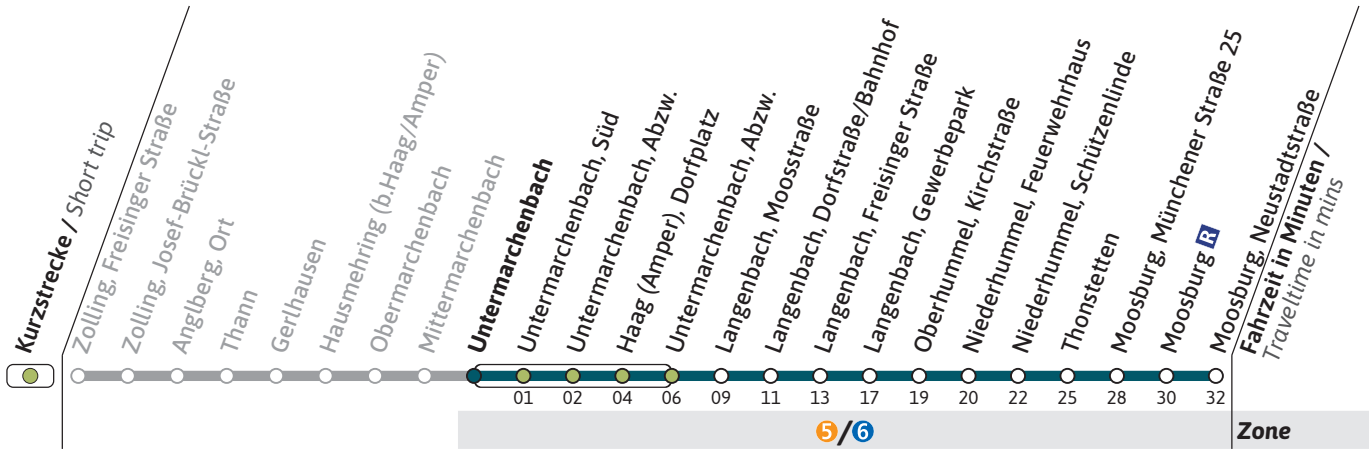 Kurzstrecke / Short trip
Zolling, Freisinger Straße
Zolling, Josef-Brückl-Straße
Anglberg, Ort
Thann
Gerlhausen
Hausmehring (b.Haag/Amper)
Obermarchenbach
Mittermarchenbach
Untermarchenbach
Untermarchenbach, Süd
Untermarchenbach, Abzw.
Haag (Amper), Dorfplatz
Untermarchenbach, Abzw.
Langenbach, Moosstraße
Langenbach, Dorfstraße/Bahnhof
Langenbach, Freisinger Straße
Langenbach, Gewerbepark
Oberhummel, Kirchstraße
Niederhummel, Feuerwehrhaus
Niederhummel, Schützenlinde
Thonstetten
Moosburg, Münchener Straße 25
Moosburg R
Moosburg, Neustadtstraße
Fahrzeit in Minuten /
Traveltime in mins
01 02 04 06 09 11 13 17 19 20 22 25 28 30 32
5/6 Zone